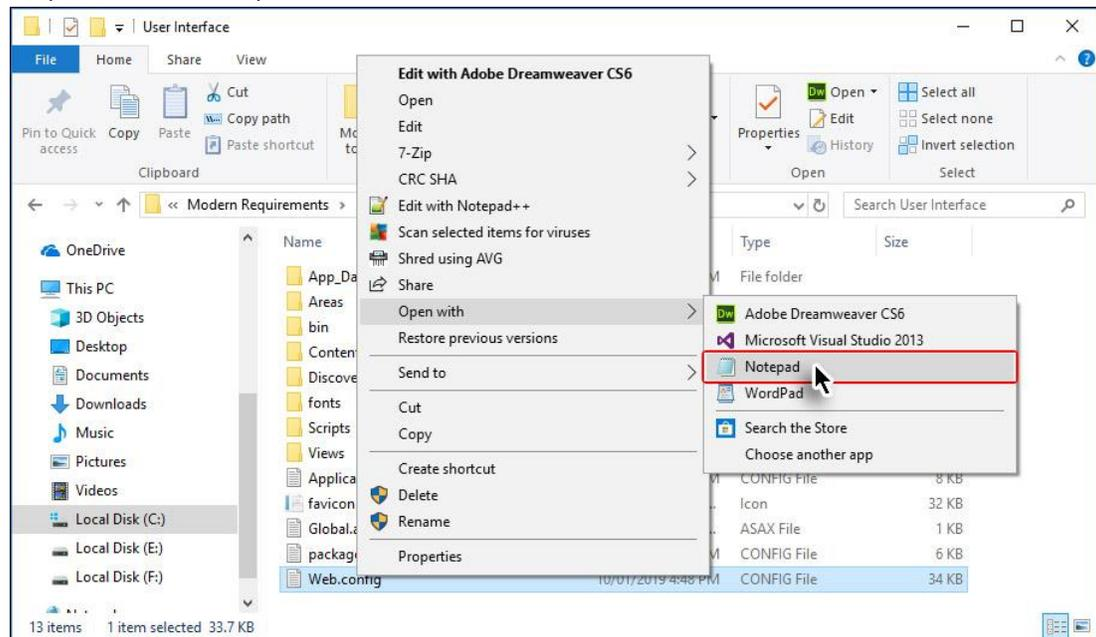 User Interface
File Home Share View
Pin to Quick access
Copy
Paste
Cut
Copy path
Paste shortcut
Clipboard
Properties
Open
Edit
History
Open
Select all
Select none
Invert selection
Select
« Modern Requirements ›
Search User Interface
OneDrive
This PC
3D Objects
Desktop
Documents
Downloads
Music
Pictures
Videos
Local Disk (C:)
Local Disk (E:)
Local Disk (F:)
Name Type Size
App_Da File folder
Areas
bin
Conten
Discove
fonts
Scripts
Views
Applica M CONFIG File 8 KB
favicon Icon 32 KB
Global.a ASAX File 1 KB
package M CONFIG File 6 KB
Web.config 10/01/2019 4:48 PM CONFIG File 34 KB
Edit with Adobe Dreamweaver CS6
Open
Edit
7-Zip
CRC SHA
Edit with Notepad++
Scan selected items for viruses
Shred using AVG
Share
Open with
Restore previous versions
Send to
Cut
Copy
Create shortcut
Delete
Rename
Properties
Adobe Dreamweaver CS6
Microsoft Visual Studio 2013
Notepad
WordPad
Search the Store
Choose another app
13 items 1 item selected 33.7 KB